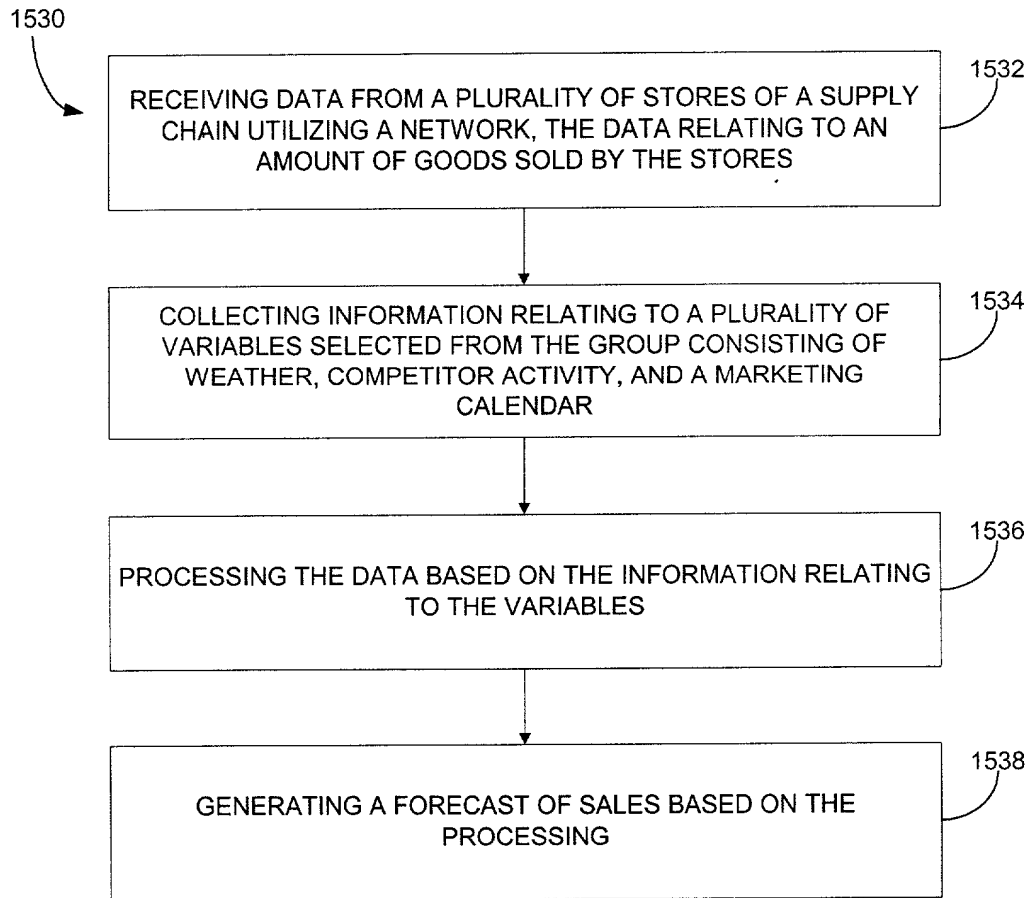 1530
1532
RECEIVING DATA FROM A PLURALITY OF STORES OF A SUPPLY
CHAIN UTILIZING A NETWORK, THE DATA RELATING TO AN
AMOUNT OF GOODS SOLD BY THE STORES
1534
COLLECTING INFORMATION RELATING TO A PLURALITY OF
VARIABLES SELECTED FROM THE GROUP CONSISTING OF
WEATHER, COMPETITOR ACTIVITY, AND A MARKETING
CALENDAR
1536
PROCESSING THE DATA BASED ON THE INFORMATION RELATING
TO THE VARIABLES
1538
GENERATING A FORECAST OF SALES BASED ON THE
PROCESSING